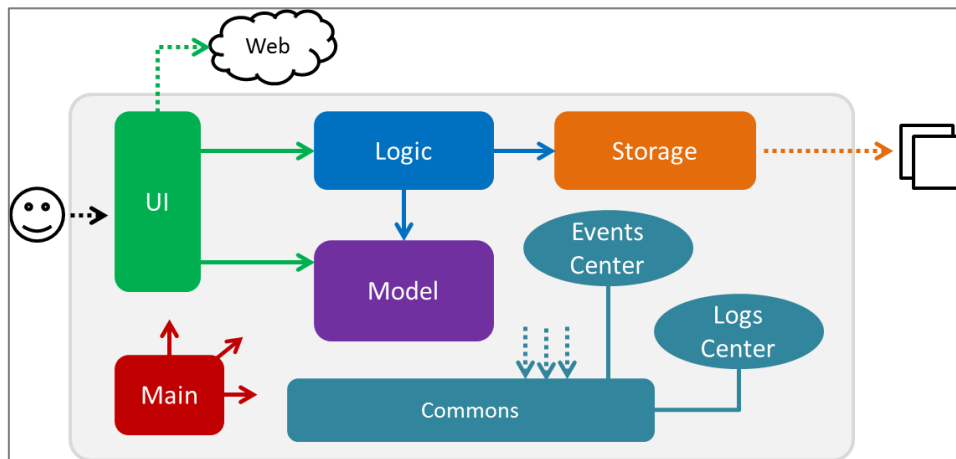 Web
UI
Logic
Storage
Model
Events
Center
Logs
Center
Main
Commons